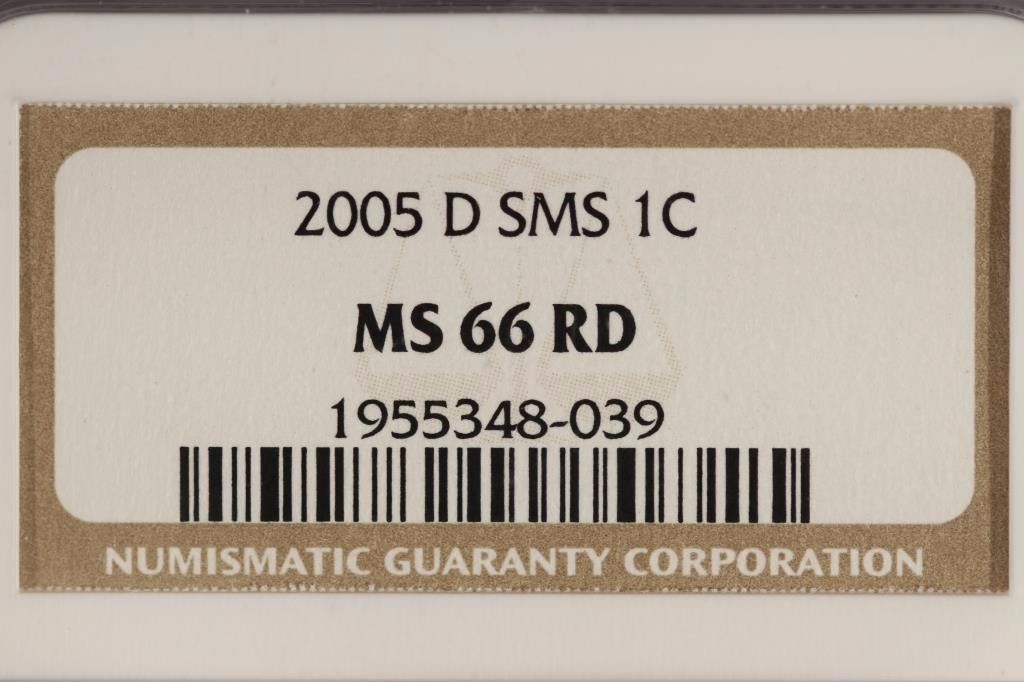 2005 D SMS 1C
MS 66 RD
1955348-039
NUMISMATIC GUARANTY CORPORATION